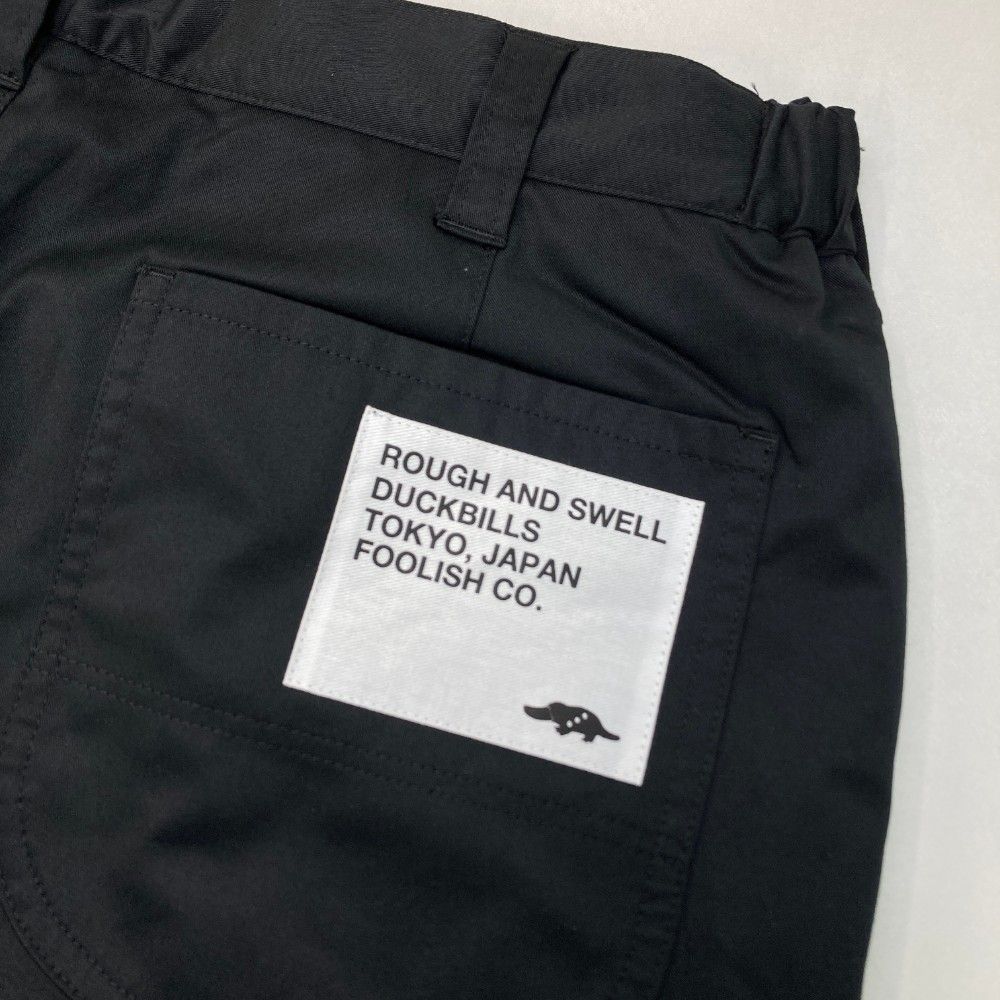 ROUGH AND SWELL
DUCKBILLS
TOKYO, JAPAN
FOOLISH CO.